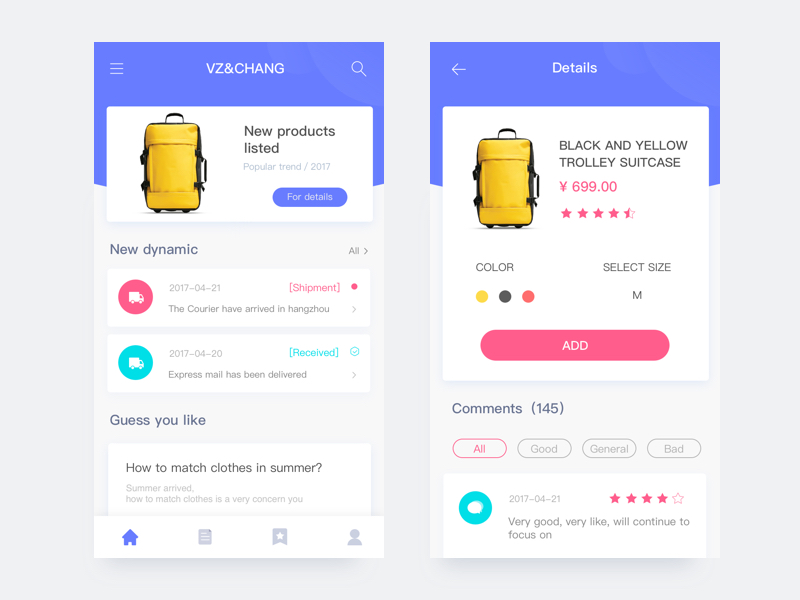 VZ&CHANG
New products
listed
Popular trend / 2017
For details
New dynamic
All
2017-04-21
[Shipment]
The Courier have arrived in hangzhou
2017-04-20
[Received]
Express mail has been delivered
Guess you like
How to match clothes in summer?
Summer arrived,
how to match clothes is a very concern you
Details
BLACK AND YELLOW
TROLLEY SUITCASE
¥ 699.00
COLOR
SELECT SIZE
M
ADD
Comments (145)
All
Good
General
Bad
2017-04-21
Very good, very like, will continue to
focus on